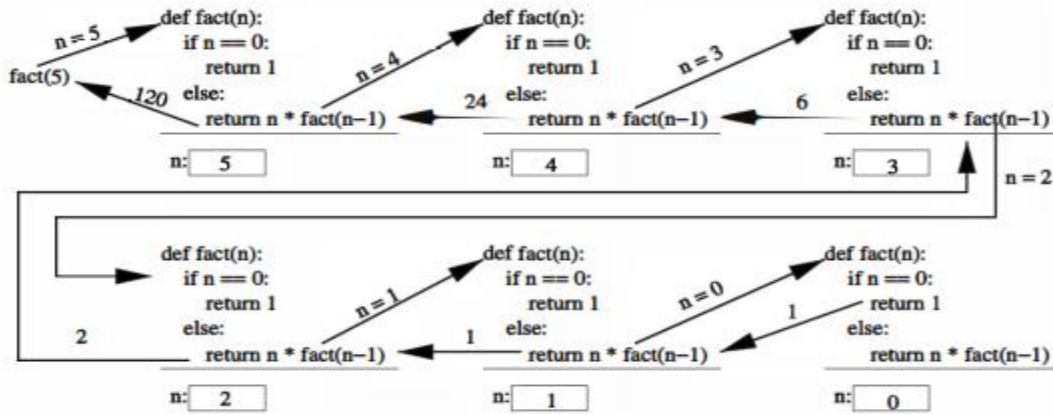 fact(5)
n = 5
.120
def fact(n):
if n == 0:
return 1
else:
return n * fact(n−1)
n: 5
n = 4
24
def fact(n):
if n == 0:
return 1
else:
return n * fact(n−1)
n: 4
n = 3
6
def fact(n):
if n == 0:
return 1
else:
return n * fact(n−1)
n: 3
n = 2
2
def fact(n):
if n == 0:
return 1
else:
return n * fact(n−1)
n: 2
n = 1
1
def fact(n):
if n == 0:
return 1
else:
return n * fact(n−1)
n: 1
n = 0
1
def fact(n):
if n == 0:
return 1
else:
return n * fact(n−1)
n: 0